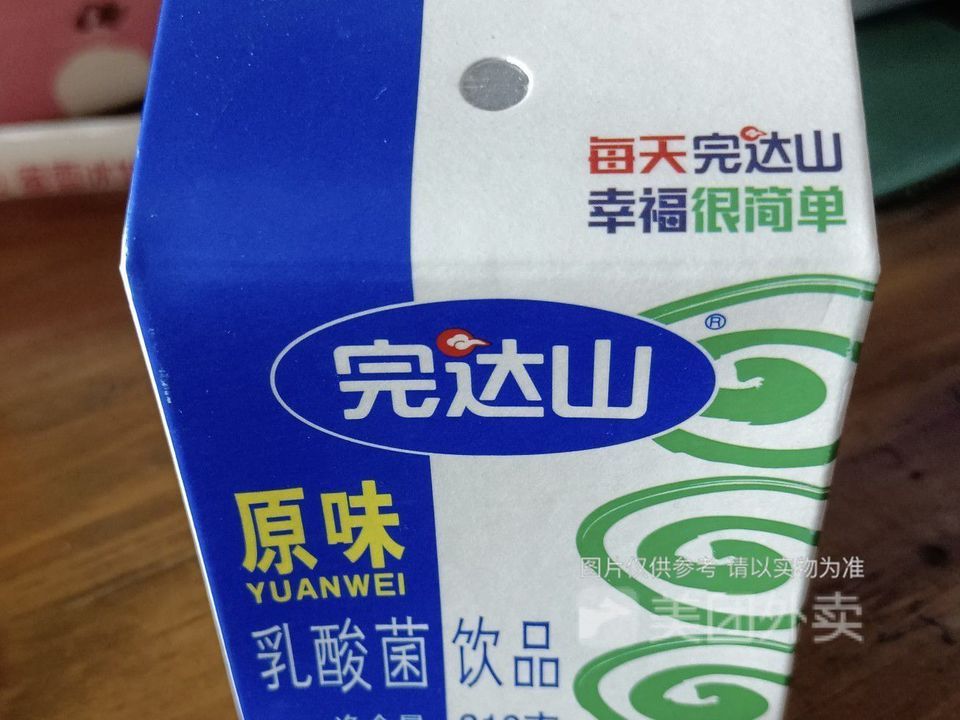 每天完达山
幸福很简单
完达山®
原味
YUANWEI
乳酸菌饮品
图片仅供参考 请以实物为准
美团外卖